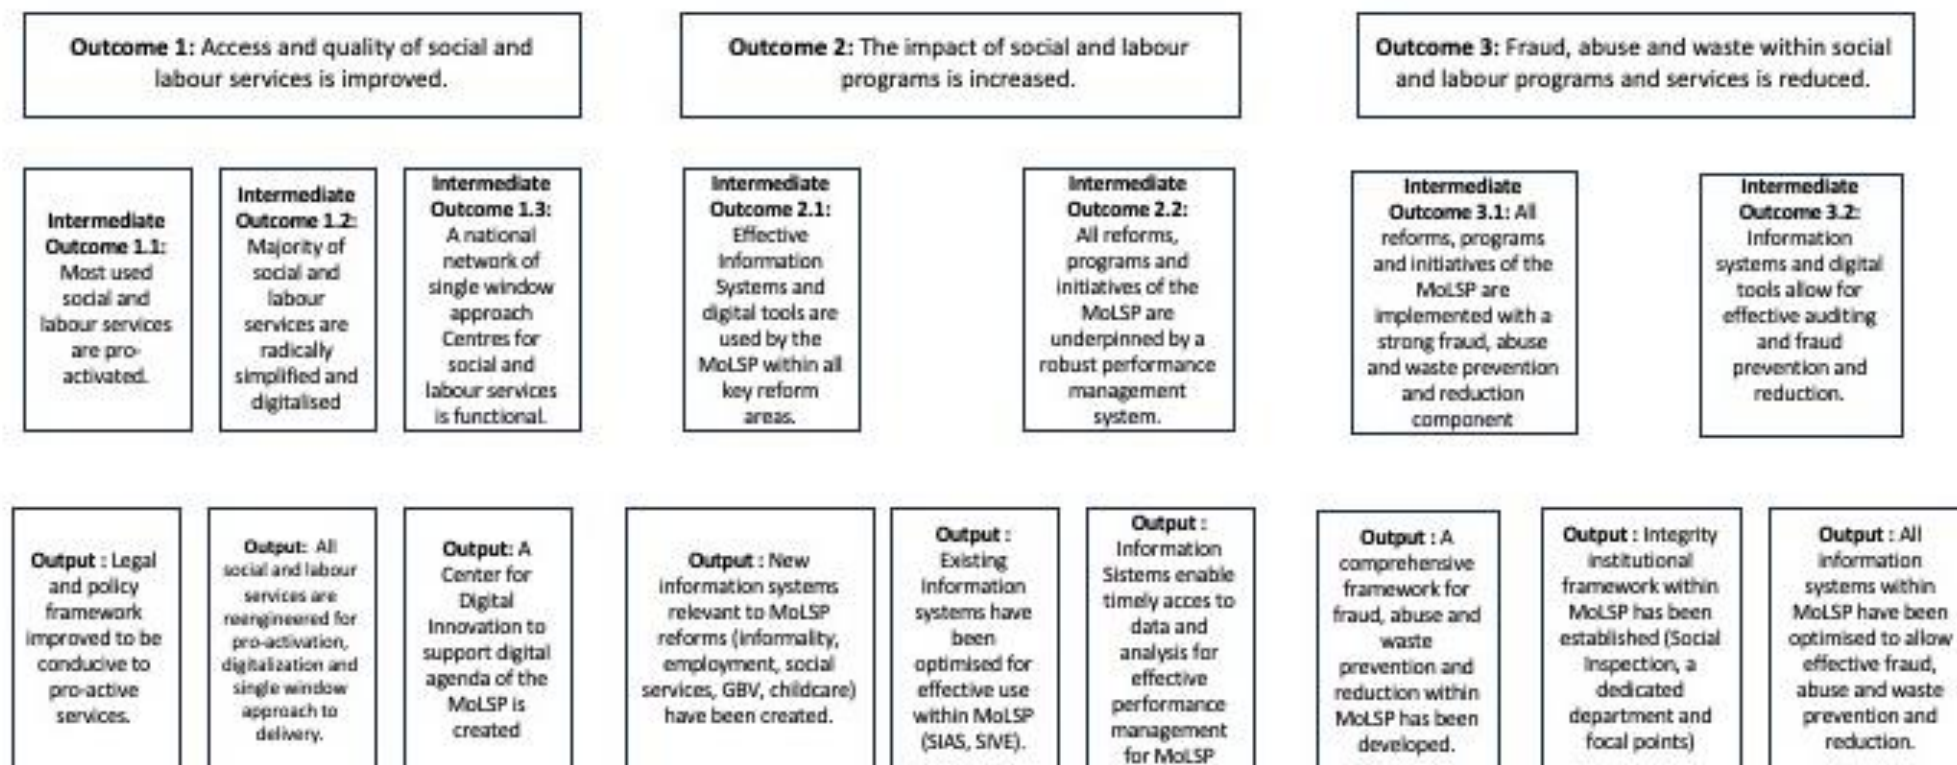 Outcome 1: Access and quality of social and
labour services is improved.
Outcome 2: The impact of social and labour
programs is increased.
Outcome 3: Fraud, abuse and waste within social
and labour programs and services is reduced.
Intermediate
Outcome 1.1:
Most used
social and
labour services
are pro-
activated.
Intermediate
Outcome 1.2:
Majority of
social and
labour
services are
radically
simplified and
digitalised
Intermediate
Outcome 1.3:
A national
network of
single window
approach
Centres for
social and
labour services
is functional.
Intermediate
Outcome 2.1:
Effective
Information
Systems and
digital tools are
used by the
MoLSP within all
key reform
areas.
Intermediate
Outcome 2.2:
All reforms,
programs and
initiatives of the
MoLSP are
underpinned by a
robust performance
management
system.
Intermediate
Outcome 3.1: All
reforms, programs
and initiatives of the
MoLSP are
implemented with a
strong fraud, abuse
and waste prevention
and reduction
component
Intermediate
Outcome 3.2:
Information
systems and digital
tools allow for
effective auditing
and fraud
prevention and
reduction.
Output : Legal
and policy
framework
improved to be
conducive to
pro-active
services.
Output: All
social and labour
services are
reengineered for
pro-activation,
digitalization and
single window
approach to
delivery.
Output: A
Center for
Digital
Innovation to
support digital
agenda of the
MoLSP is
created
Output : New
information systems
relevant to MoLSP
reforms (informality,
employment, social
services, GBV, childcare)
have been created.
Output :
Existing
Information
systems have
been
optimised for
effective use
within MoLSP
(SIAS, SIVE).
Output :
Information
Sistems enable
timely acces to
data and
analysis for
effective
performance
management
for MoLSP
Output : A
comprehensive
framework for
fraud, abuse and
waste
prevention and
reduction within
MoLSP has been
developed.
Output : Integrity
institutional
framework within
MoLSP has been
established (Social
Inspection, a
dedicated
department and
focal points)
Output : All
information
systems within
MoLSP have been
optimised to allow
effective fraud,
abuse and waste
prevention and
reduction.